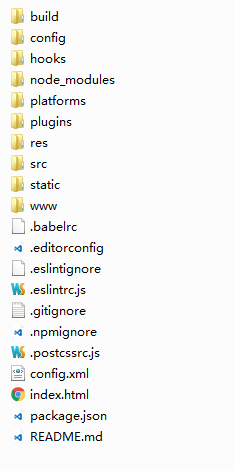 build
config
hooks
node_modules
platforms
plugins
res
src
static
www
.babelrc
.editorconfig
.eslintignore
.eslintrc.js
.gitignore
.npmignore
.postcssrc.js
config.xml
index.html
package.json
README.md